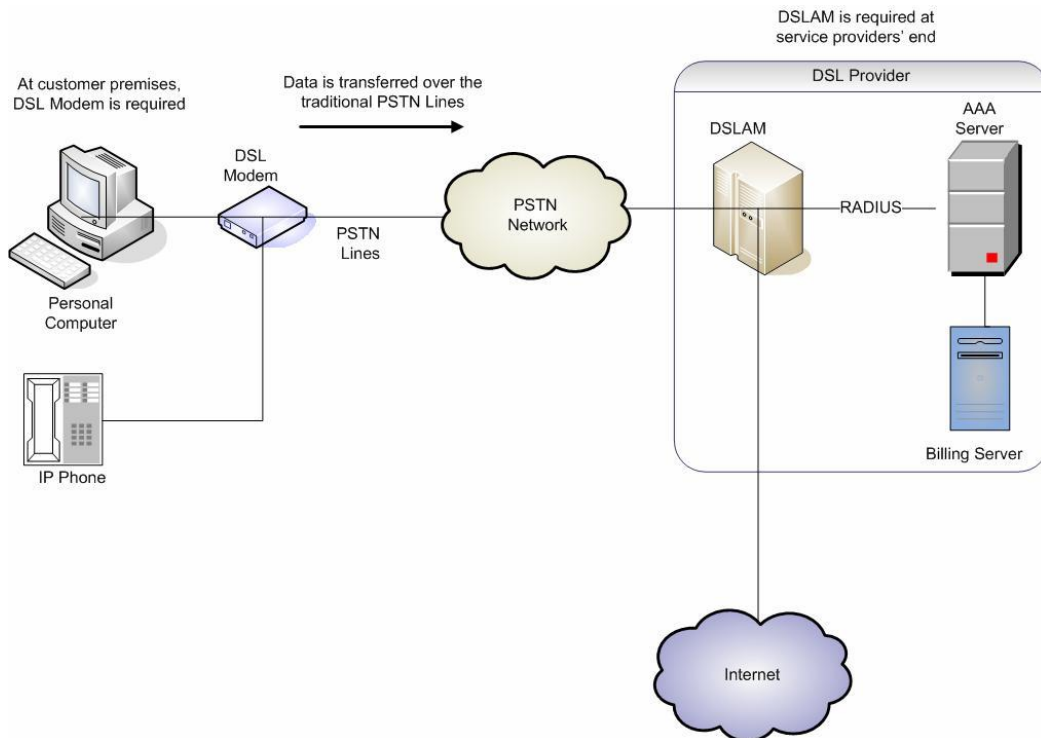 DSLAM is required at
service providers' end
At customer premises,
DSL Modem is required
Data is transferred over the
traditional PSTN Lines
DSL Provider
DSLAM
AAA
Server
DSL
Modem
PSTN
Network
RADIUS
PSTN
Lines
Personal
Computer
Billing Server
IP Phone
Internet